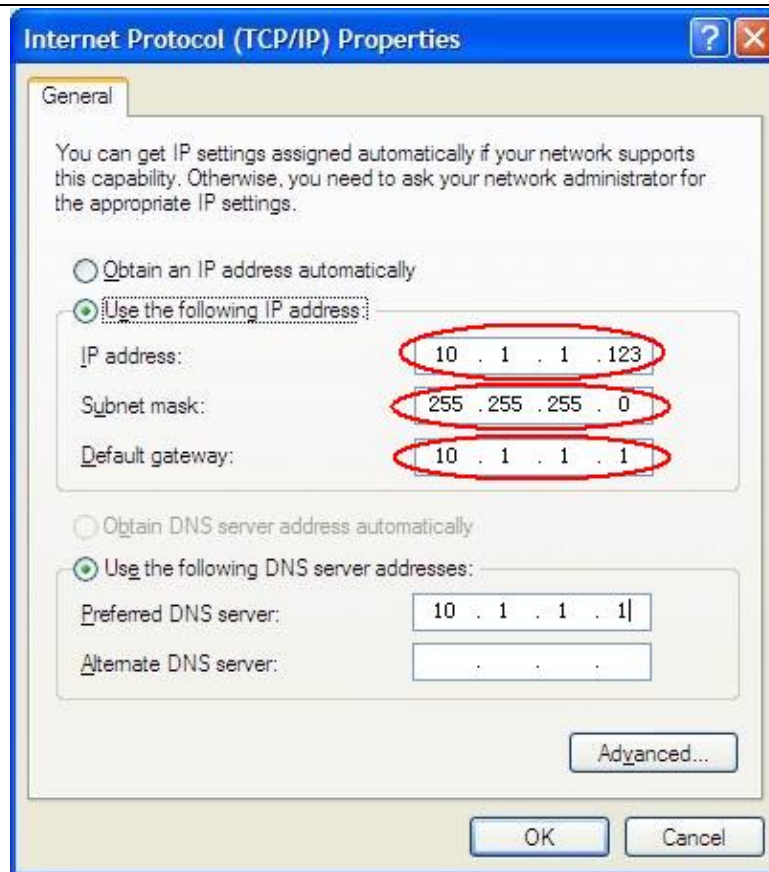 Internet Protocol (TCP/IP) Properties
General
You can get IP settings assigned automatically if your network supports
this capability. Otherwise, you need to ask your network administrator for
the appropriate IP settings.
Obtain an IP address automatically
Use the following IP address:
IP address: 10 . 1 . 1 .123
Subnet mask: 255 .255 .255 . 0
Default gateway: 10 . 1 . 1 . 1
Obtain DNS server address automatically
Use the following DNS server addresses:
Preferred DNS server: 10 . 1 . 1 . 1
Alternate DNS server: . . .
Advanced...
OK Cancel